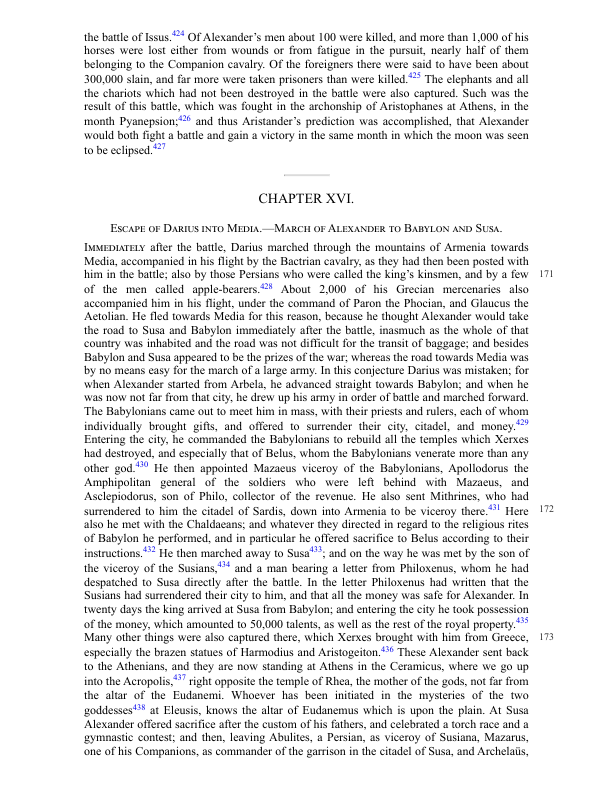 the battle of Issus.424 Of Alexander’s men about 100 were killed, and more than 1,000 of his
horses were lost either from wounds or from fatigue in the pursuit, nearly half of them
belonging to the Companion cavalry. Of the foreigners there were said to have been about
300,000 slain, and far more were taken prisoners than were killed.425 The elephants and all
the chariots which had not been destroyed in the battle were also captured. Such was the
result of this battle, which was fought in the archonship of Aristophanes at Athens, in the
month Pyanepsion;426 and thus Aristander’s prediction was accomplished, that Alexander
would both fight a battle and gain a victory in the same month in which the moon was seen
to be eclipsed.427
CHAPTER XVI.
Escape of Darius into Media.—March of Alexander to Babylon and Susa.
Immediately after the battle, Darius marched through the mountains of Armenia towards
Media, accompanied in his flight by the Bactrian cavalry, as they had then been posted with
him in the battle; also by those Persians who were called the king’s kinsmen, and by a few 171
of the men called apple-bearers.428 About 2,000 of his Grecian mercenaries also
accompanied him in his flight, under the command of Paron the Phocian, and Glaucus the
Aetolian. He fled towards Media for this reason, because he thought Alexander would take
the road to Susa and Babylon immediately after the battle, inasmuch as the whole of that
country was inhabited and the road was not difficult for the transit of baggage; and besides
Babylon and Susa appeared to be the prizes of the war; whereas the road towards Media was
by no means easy for the march of a large army. In this conjecture Darius was mistaken; for
when Alexander started from Arbela, he advanced straight towards Babylon; and when he
was now not far from that city, he drew up his army in order of battle and marched forward.
The Babylonians came out to meet him in mass, with their priests and rulers, each of whom
individually brought gifts, and offered to surrender their city, citadel, and money.429
Entering the city, he commanded the Babylonians to rebuild all the temples which Xerxes
had destroyed, and especially that of Belus, whom the Babylonians venerate more than any
other god.430 He then appointed Mazaeus viceroy of the Babylonians, Apollodorus the
Amphipolitan general of the soldiers who were left behind with Mazaeus, and
Asclepiodorus, son of Philo, collector of the revenue. He also sent Mithrines, who had
surrendered to him the citadel of Sardis, down into Armenia to be viceroy there.431 Here 172
also he met with the Chaldaeans; and whatever they directed in regard to the religious rites
of Babylon he performed, and in particular he offered sacrifice to Belus according to their
instructions.432 He then marched away to Susa433; and on the way he was met by the son of
the viceroy of the Susians,434 and a man bearing a letter from Philoxenus, whom he had
despatched to Susa directly after the battle. In the letter Philoxenus had written that the
Susians had surrendered their city to him, and that all the money was safe for Alexander. In
twenty days the king arrived at Susa from Babylon; and entering the city he took possession
of the money, which amounted to 50,000 talents, as well as the rest of the royal property.435
Many other things were also captured there, which Xerxes brought with him from Greece, 173
especially the brazen statues of Harmodius and Aristogeiton.436 These Alexander sent back
to the Athenians, and they are now standing at Athens in the Ceramicus, where we go up
into the Acropolis,437 right opposite the temple of Rhea, the mother of the gods, not far from
the altar of the Eudanemi. Whoever has been initiated in the mysteries of the two
goddesses438 at Eleusis, knows the altar of Eudanemus which is upon the plain. At Susa
Alexander offered sacrifice after the custom of his fathers, and celebrated a torch race and a
gymnastic contest; and then, leaving Abulites, a Persian, as viceroy of Susiana, Mazarus,
one of his Companions, as commander of the garrison in the citadel of Susa, and Archelaüs,